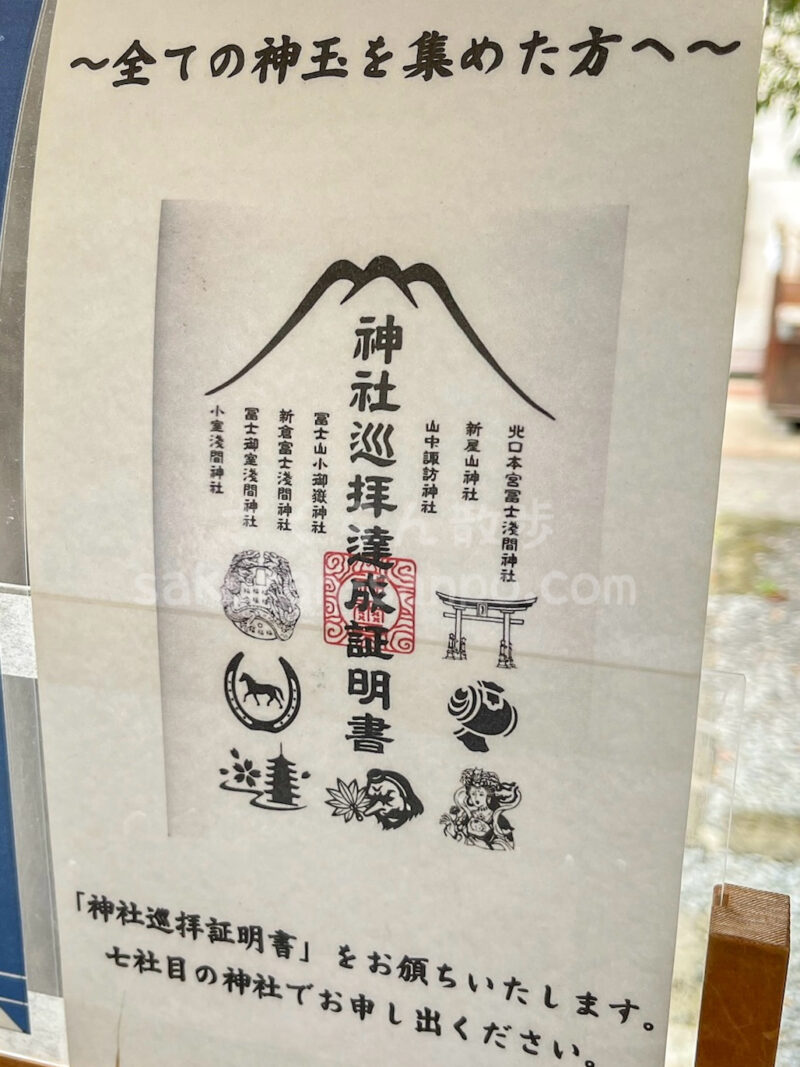 ～全ての神玉を集めた方へ～
神社巡拝達成証明書
北口本宮冨士浅間神社
新屋山神社
山中諏訪神社
冨士山小御嶽神社
新倉富士浅間神社
冨士御室浅間神社
小室浅間神社
散歩
「神社巡拝証明書」をお頒ちいたします。
七社目の神社でお申し出ください。